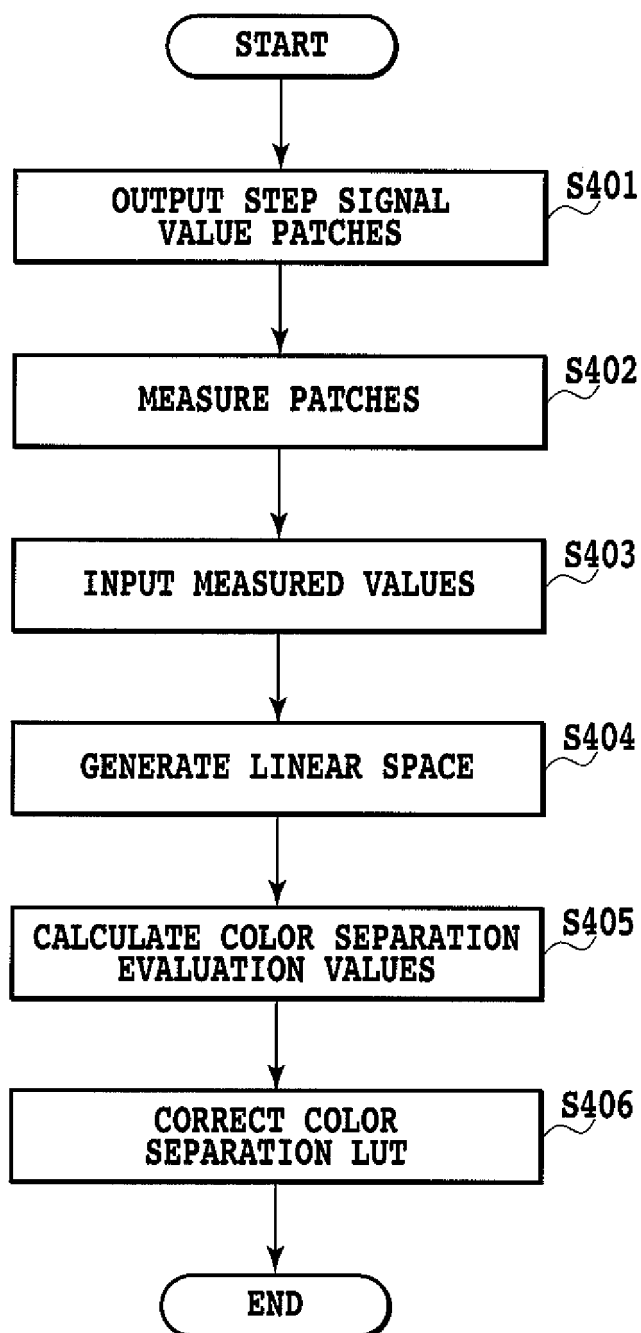 START
S401
OUTPUT STEP SIGNAL
VALUE PATCHES
S402
MEASURE PATCHES
S403
INPUT MEASURED VALUES
S404
GENERATE LINEAR SPACE
S405
CALCULATE COLOR SEPARATION
EVALUATION VALUES
S406
CORRECT COLOR
SEPARATION LUT
END